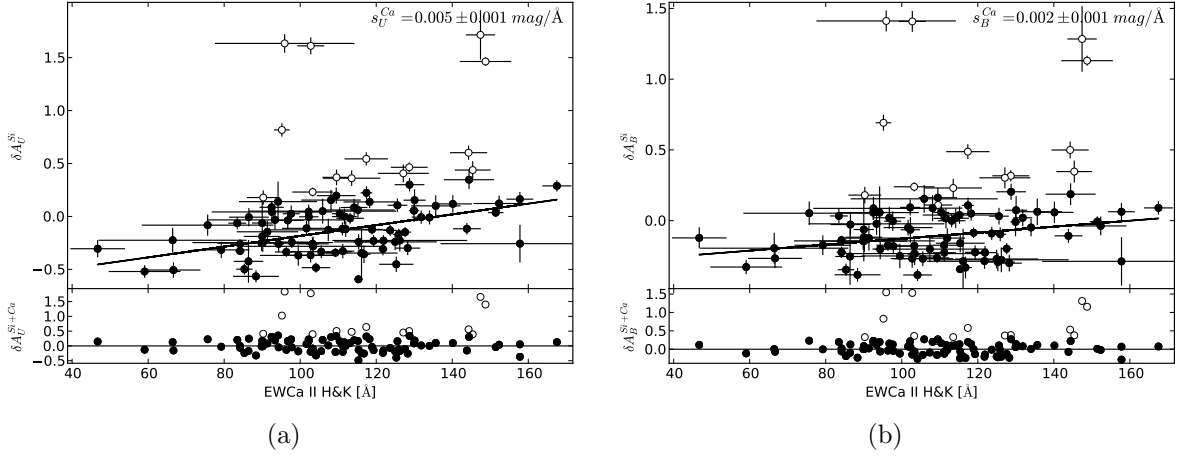 s_U^{Ca} =0.005 ±0.001 mag/Å
1.5
1.0
0.5
0.0
−0.5
δA_U^{Si}
1.5
1.0
0.5
0.0
−0.5
δA_U^{Si+Ca}
40 60 80 100 120 140 160
EWCa II H&K [Å]
(a)
s_B^{Ca} =0.002 ±0.001 mag/Å
1.5
1.0
0.5
0.0
δA_B^{Si}
1.5
1.0
0.5
0.0
δA_B^{Si+Ca}
40 60 80 100 120 140 160
EWCa II H&K [Å]
(b)